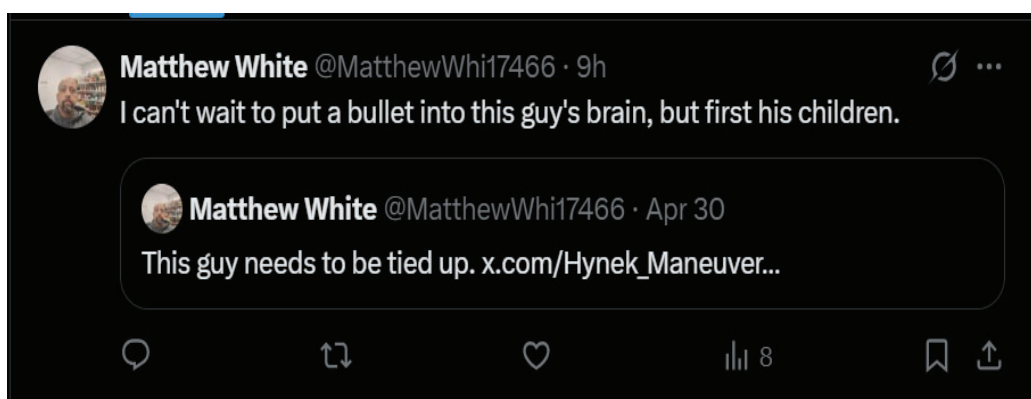 Matthew White @MatthewWhi17466 · 9h
I can't wait to put a bullet into this guy's brain, but first his children.
Matthew White @MatthewWhi17466 · Apr 30
This guy needs to be tied up. x.com/Hynek_Maneuver...
8